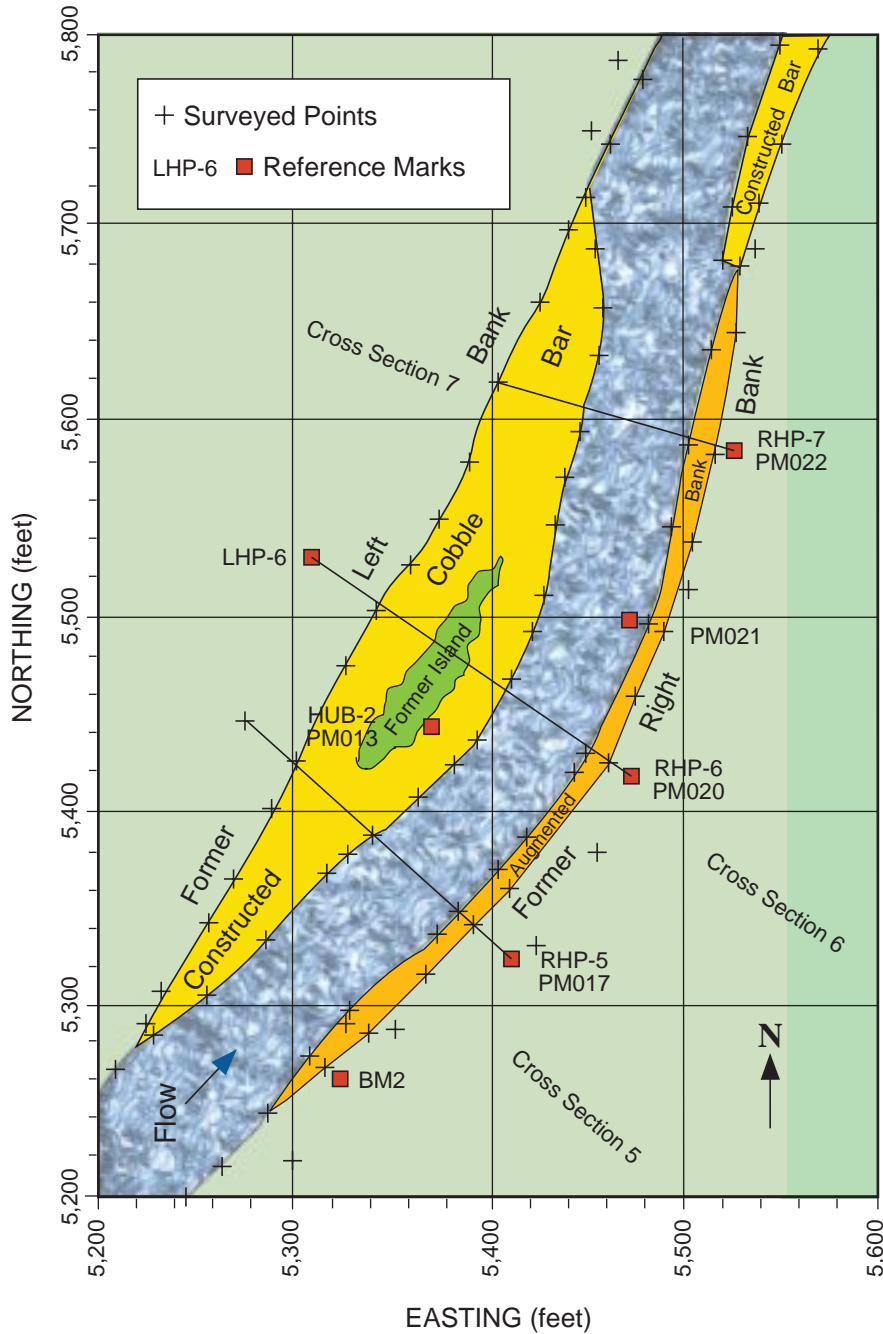 Surveyed Points
LHP-6 Reference Marks
NORTHING (feet)
5,800
5,700
5,600
5,500
5,400
5,300
5,200
Constructed Bar
Cross Section 7
Bank
Bar
Bank
RHP-7
PM022
Bank
LHP-6
Left
Cobble
PM021
Former Island
HUB-2
PM013
Right
RHP-6
PM020
Former
Augmented
Former
Cross Section 6
Constructed
RHP-5
PM017
N
Flow
BM2
Cross Section 5
5,200
5,300
5,400
5,500
5,600
EASTING (feet)